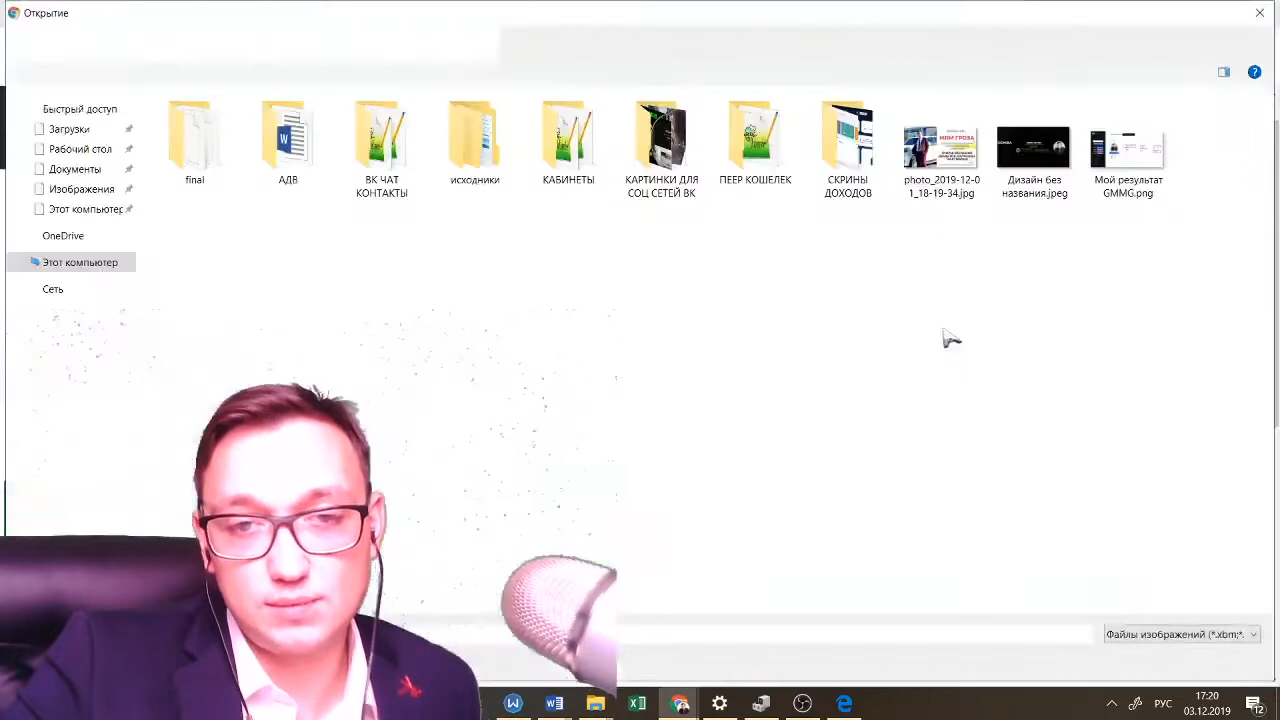 Открытие
Быстрый доступ
Загрузки
Рабочий стол
Документы
Изображения
Этот компьютер
OneDrive
Этот компьютер
Сеть
final
АДВ
ВК ЧАТ
КОНТАКТЫ
исходники
КАБИНЕТЫ
КАРТИНКИ ДЛЯ
СОЦ СЕТЕЙ ВК
ПЕЕР КОШЕЛЕК
СКРИНЫ
ДОХОДОВ
МЛМ ГРОЗА
photo_2019-12-0
1_18-19-34.jpg
Дизайн без
названия.jpeg
Мой результат
GMMG.png
Файлы изображений (*.xbm;*.
РУС
17:20
03.12.2019